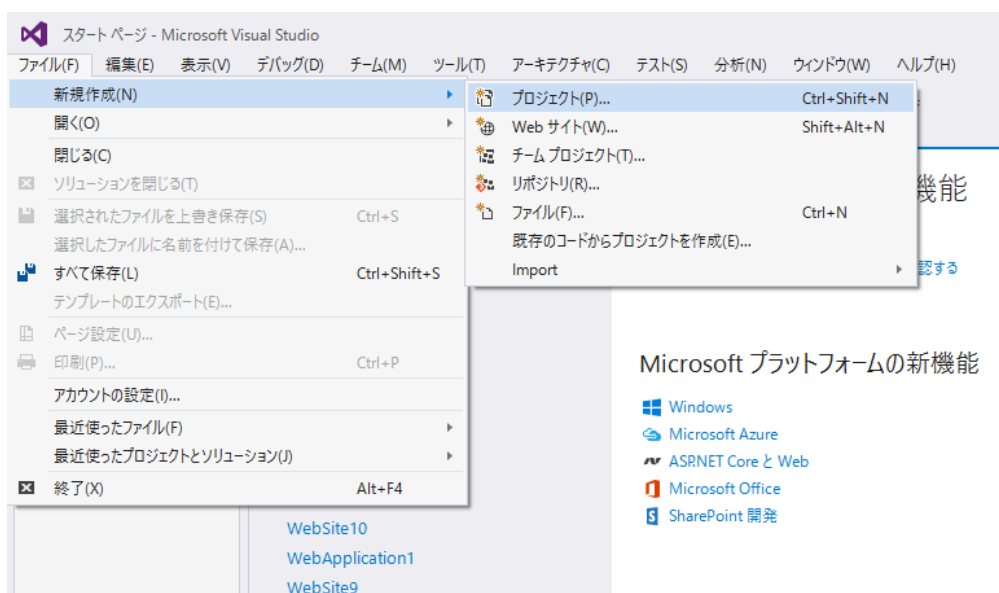 スタート ページ - Microsoft Visual Studio
ファイル(F) 編集(E) 表示(V) デバッグ(D) チーム(M) ツール(T) アーキテクチャ(C) テスト(S) 分析(N) ウィンドウ(W) ヘルプ(H)
新規作成(N)
開く(O)
閉じる(C)
ソリューションを閉じる(T)
選択されたファイルを上書き保存(S) Ctrl+S
選択したファイルに名前を付けて保存(A)...
すべて保存(L) Ctrl+Shift+S
テンプレートのエクスポート(E)...
ページ設定(U)...
印刷(P)... Ctrl+P
アカウントの設定(I)...
最近使ったファイル(F)
最近使ったプロジェクトとソリューション(J)
終了(X) Alt+F4
プロジェクト(P)... Ctrl+Shift+N
Web サイト(W)... Shift+Alt+N
チーム プロジェクト(T)...
リポジトリ(R)...
ファイル(F)... Ctrl+N
既存のコードからプロジェクトを作成(E)...
Import
機能
認する
Microsoft プラットフォームの新機能
Windows
Microsoft Azure
ASP.NET Core と Web
Microsoft Office
SharePoint 開発
WebSite10
WebApplication1
WebSite9